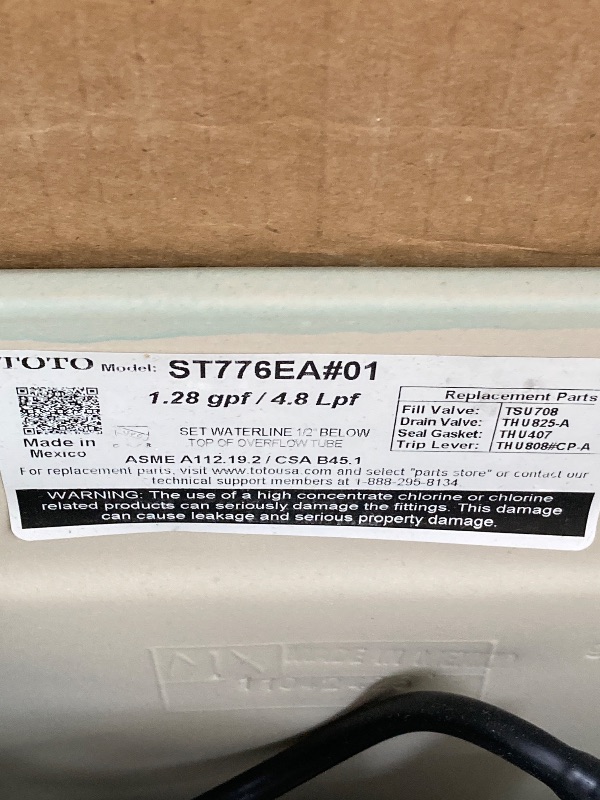 TOTO Model: ST776EA#01
1.28 gpf / 4.8 Lpf
Made in
Mexico
SET WATERLINE 1/2" BELOW
TOP OF OVERFLOW TUBE
Replacement Parts
Fill Valve: TSU708
Drain Valve: THU825-A
Seal Gasket: THU407
Trip Lever: THU808#CP-A
ASME A112.19.2 / CSA B45.1
For replacement parts, visit www.totousa.com and select "parts store" or contact our
technical support members at 1-888-295-8134
WARNING: The use of a high concentrate chlorine or chlorine
related products can seriously damage the fittings. This damage
can cause leakage and serious property damage.
MADE IN MEXICO